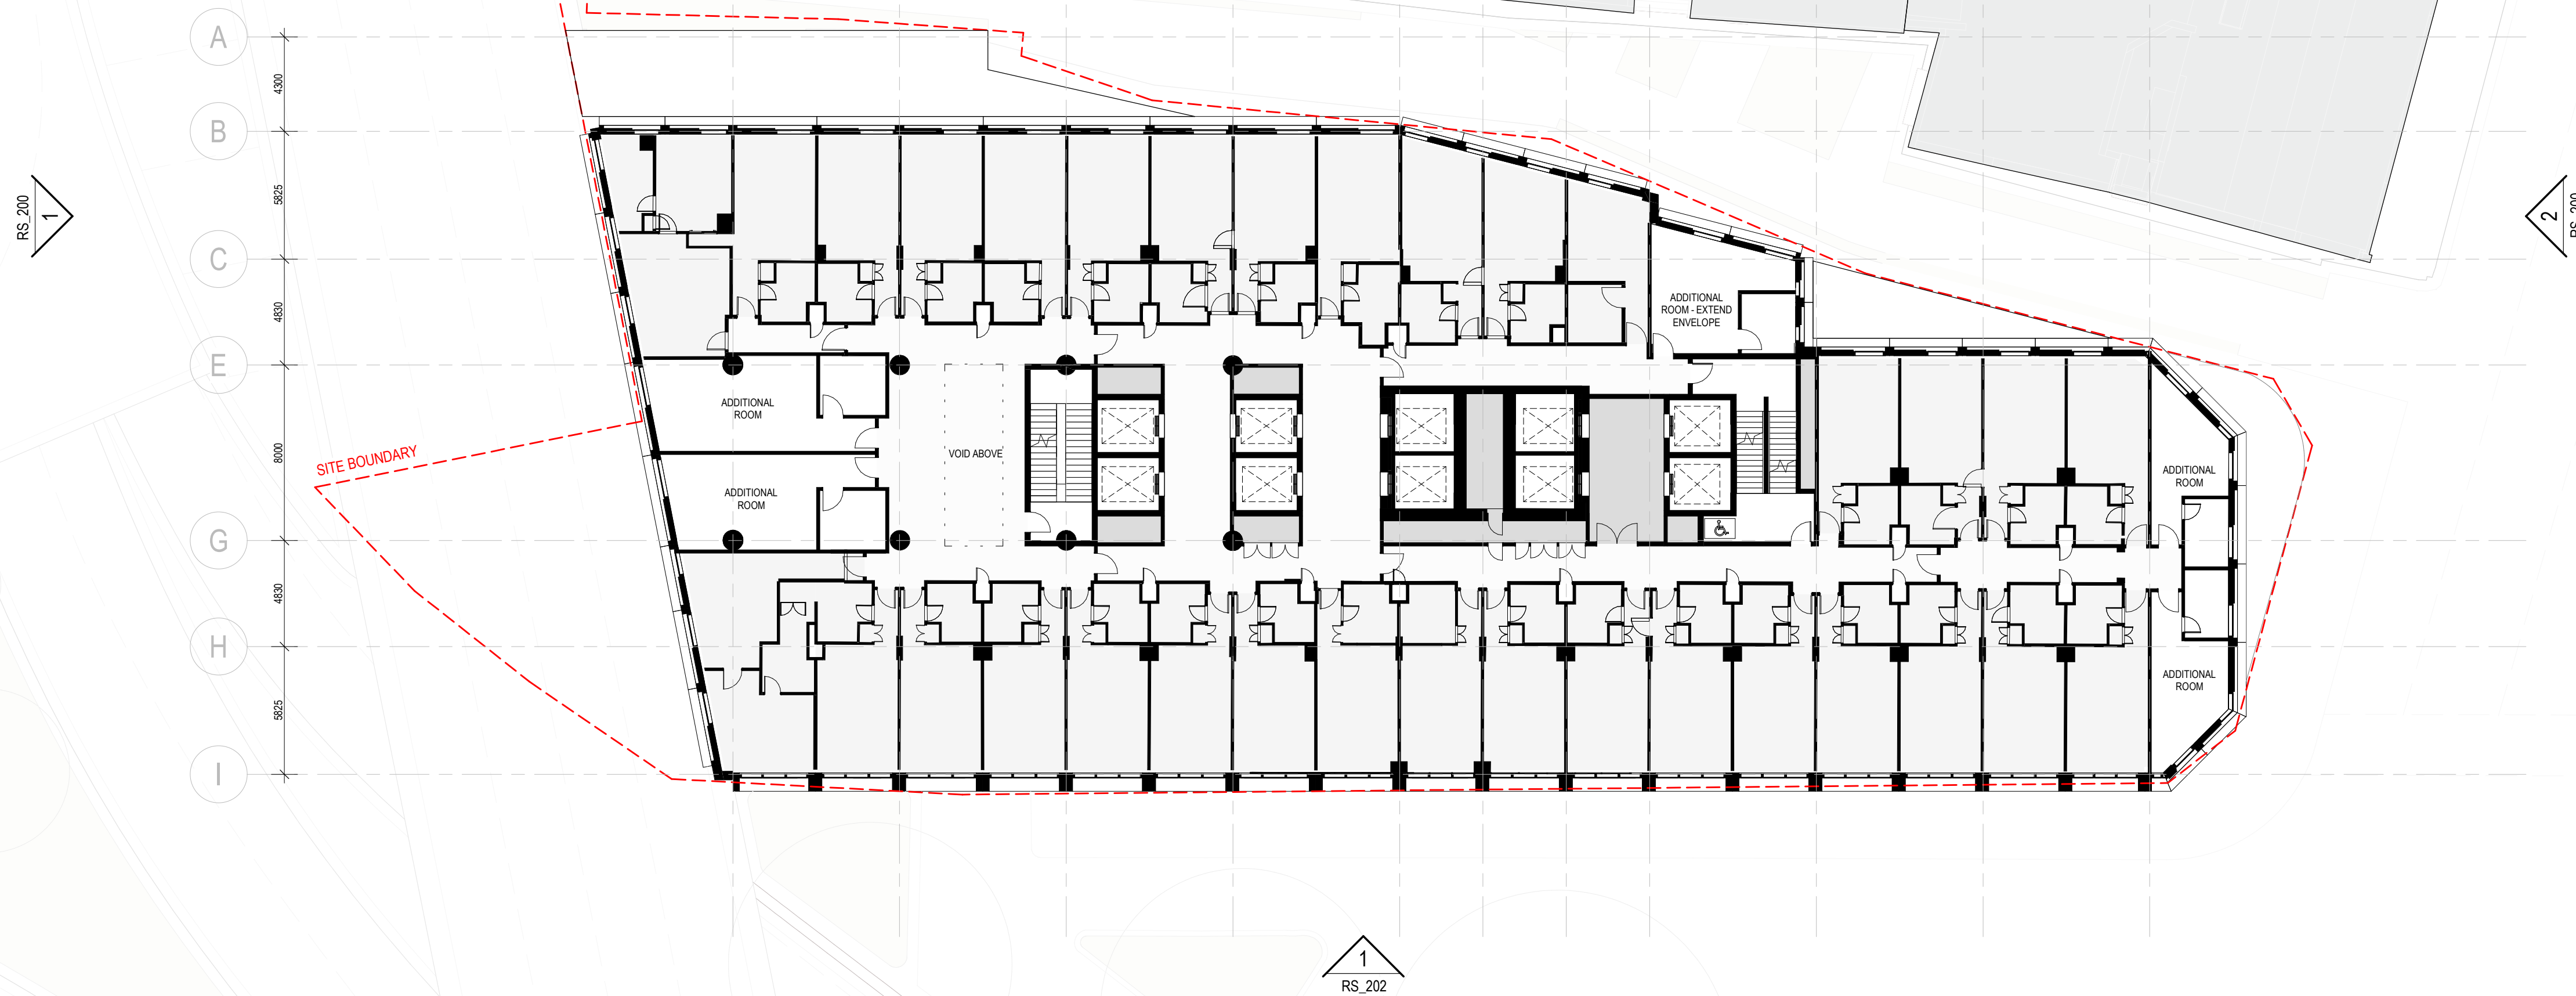 A
4300
B
5825
RS_200
1
2
C
4830
ADDITIONAL
ROOM - EXTEND
ENVELOPE
E
ADDITIONAL
ROOM
8000
SITE BOUNDARY
VOID ABOVE
ADDITIONAL
ROOM
ADDITIONAL
ROOM
G
4830
H
ADDITIONAL
ROOM
5825
I
1
RS_202